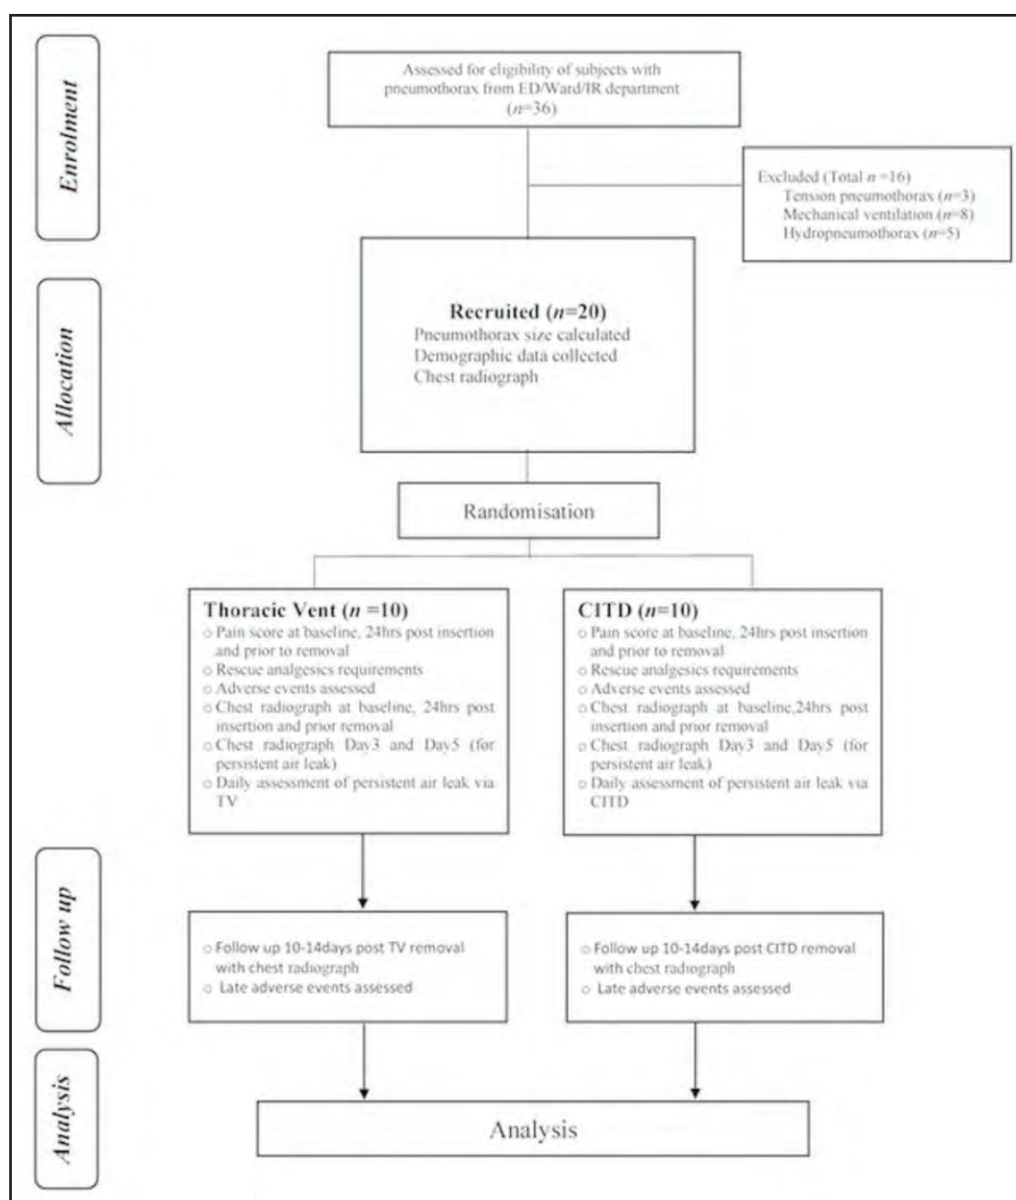 Enrolment
Assessed for eligibility of subjects with
pneumothorax from ED/Ward/IR department
(n=36)
Excluded (Total n =16)
Tension pneumothorax (n=3)
Mechanical ventilation (n=8)
Hydropneumothorax (n=5)
Allocation
Recruited (n=20)
Pneumothorax size calculated
Demographic data collected
Chest radiograph
Randomisation
Thoracic Vent (n =10)
○ Pain score at baseline, 24hrs post insertion
and prior to removal
○ Rescue analgesics requirements
○ Adverse events assessed
○ Chest radiograph at baseline, 24hrs post
insertion and prior removal
○ Chest radiograph Day3 and Day5 (for
persistent air leak)
○ Daily assessment of persistent air leak via
TV
CITD (n=10)
○ Pain score at baseline, 24hrs post insertion
and prior to removal
○ Rescue analgesics requirements
○ Adverse events assessed
○ Chest radiograph at baseline,24hrs post
insertion and prior removal
○ Chest radiograph Day3 and Day5 (for
persistent air leak)
○ Daily assessment of persistent air leak via
CITD
Follow up
○ Follow up 10-14days post TV removal
with chest radiograph
○ Late adverse events assessed
○ Follow up 10-14days post CITD removal
with chest radiograph
○ Late adverse events assessed
Analysis
Analysis